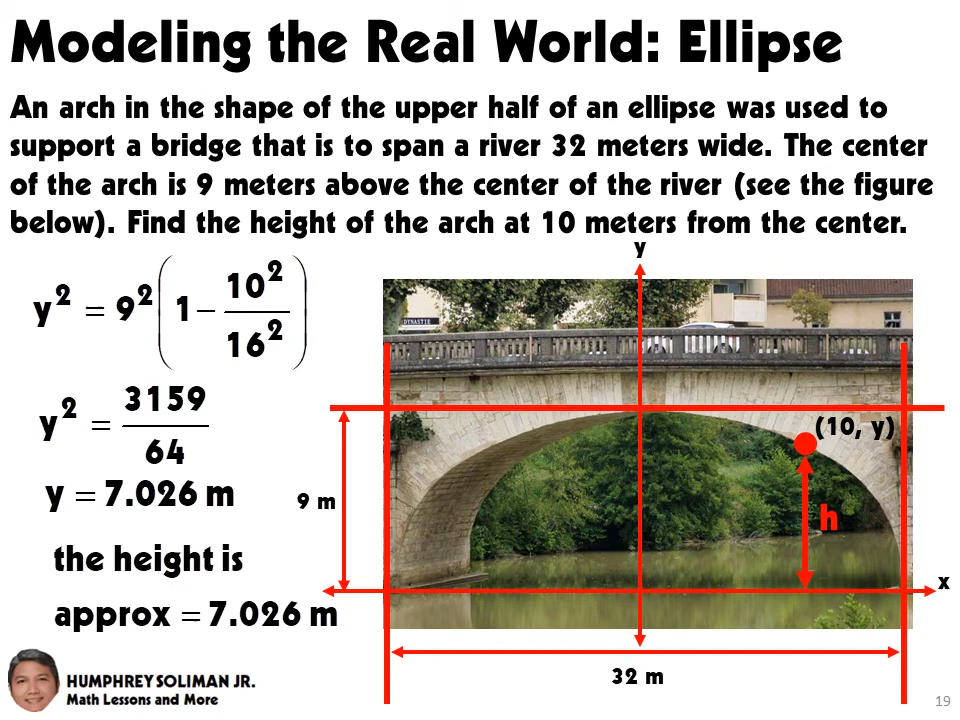 Modeling the Real World: Ellipse
An arch in the shape of the upper half of an ellipse was used to
support a bridge that is to span a river 32 meters wide. The center
of the arch is 9 meters above the center of the river (see the figure
below). Find the height of the arch at 10 meters from the center.
y² = 9² (1 − 10²/16²)
y² = 3159/64
y = 7.026 m
the height is
approx = 7.026 m
y
DYNASTIE
(10, y)
9 m
h
x
32 m
HUMPHREY SOLIMAN JR.
Math Lessons and More
19